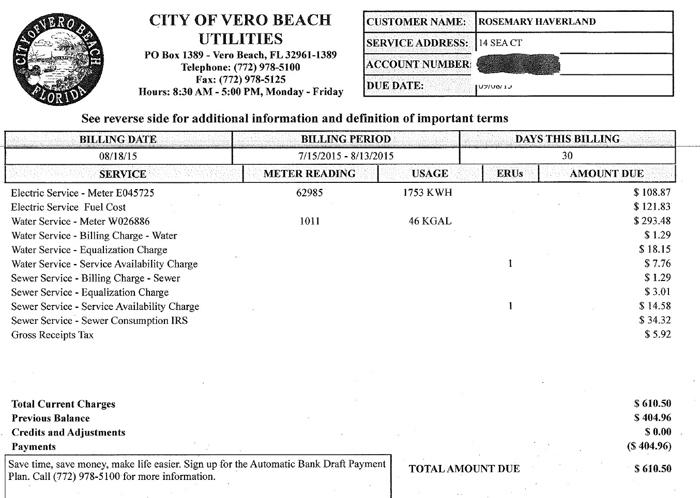 CITY OF VERO BEACH
FLORIDA
CITY OF VERO BEACH
UTILITIES
PO Box 1389 - Vero Beach, FL 32961-1389
Telephone: (772) 978-5100
Fax: (772) 978-5125
Hours: 8:30 AM - 5:00 PM, Monday - Friday
CUSTOMER NAME: ROSEMARY HAVERLAND
SERVICE ADDRESS: 14 SEA CT
ACCOUNT NUMBER:
DUE DATE:
See reverse side for additional information and definition of important terms
BILLING DATE BILLING PERIOD DAYS THIS BILLING
08/18/15 7/15/2015 - 8/13/2015 30
SERVICE METER READING USAGE ERUs AMOUNT DUE
Electric Service - Meter E045725 62985 1753 KWH $ 108.87
Electric Service Fuel Cost $ 121.83
Water Service - Meter W026886 1011 46 KGAL $ 293.48
Water Service - Billing Charge - Water $ 1.29
Water Service - Equalization Charge $ 18.15
Water Service - Service Availability Charge 1 $ 7.76
Sewer Service - Billing Charge - Sewer $ 1.29
Sewer Service - Equalization Charge $ 3.01
Sewer Service - Service Availability Charge 1 $ 14.58
Sewer Service - Sewer Consumption IRS $ 34.32
Gross Receipts Tax $ 5.92
Total Current Charges $ 610.50
Previous Balance $ 404.96
Credits and Adjustments $ 0.00
Payments ($ 404.96)
Save time, save money, make life easier. Sign up for the Automatic Bank Draft Payment
Plan. Call (772) 978-5100 for more information.
TOTAL AMOUNT DUE $ 610.50